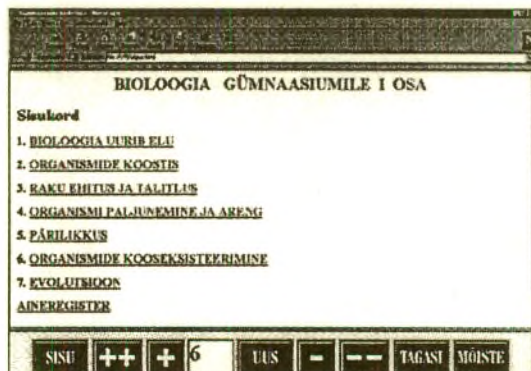 BIOLOOGIA GÜMNAASIUMILE I OSA
Sisukord
1. BIOLOOGIA UURIB ELU
2. ORGANISMIDE KOOSTIS
3. RAKU EHITUS JA TALITLUS
4. ORGANISMI PALJUNEMINE JA ARENG
5. PÄRILIKKUS
6. ORGANISMIDE KOOSEKSISTEERIMINE
7. EVOLUTSIOON
AINEREGISTER
SISU ++ + 6 UUS - -- TAGASI MÕISTE